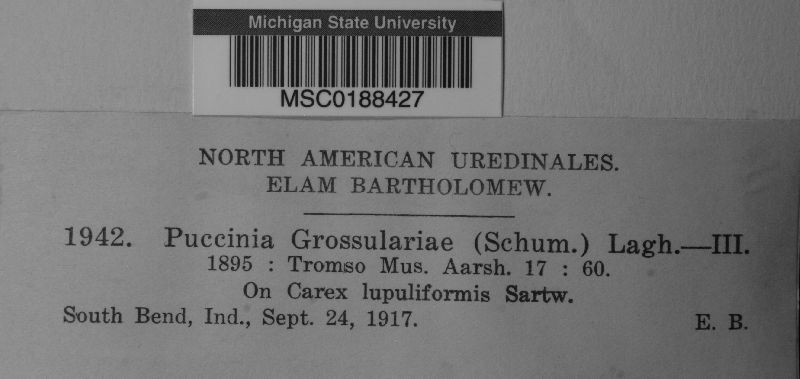 Michigan State University
MSC0188427
NORTH AMERICAN UREDINALES.
ELAM BARTHOLOMEW.
1942. Puccinia Grossulariae (Schum.) Lagh.—III.
1895 : Tromso Mus. Aarsh. 17 : 60.
On Carex lupuliformis Sartw.
South Bend, Ind., Sept. 24, 1917. E. B.